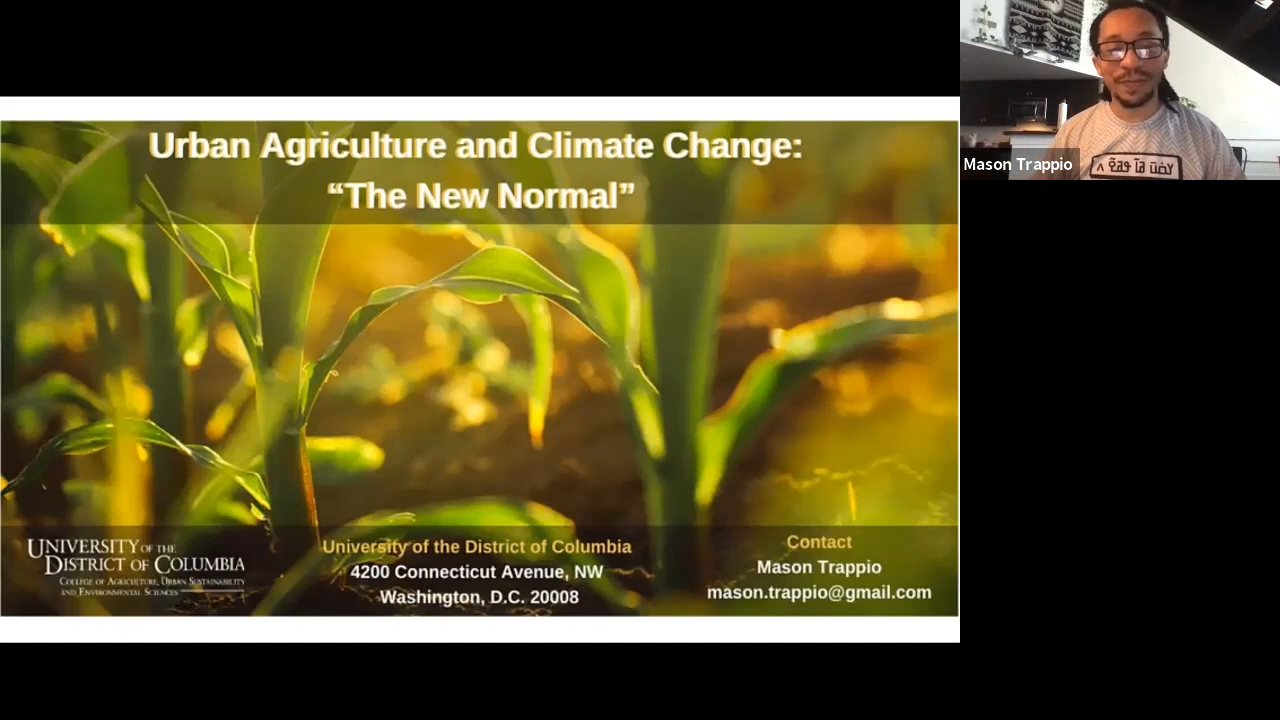 Urban Agriculture and Climate Change:
“The New Normal”
UNIVERSITY OF THE
DISTRICT OF COLUMBIA
COLLEGE OF AGRICULTURE, URBAN SUSTAINABILITY
AND ENVIRONMENTAL SCIENCES
University of the District of Columbia
4200 Connecticut Avenue, NW
Washington, D.C. 20008
Contact
Mason Trappio
mason.trappio@gmail.com
Mason Trappio